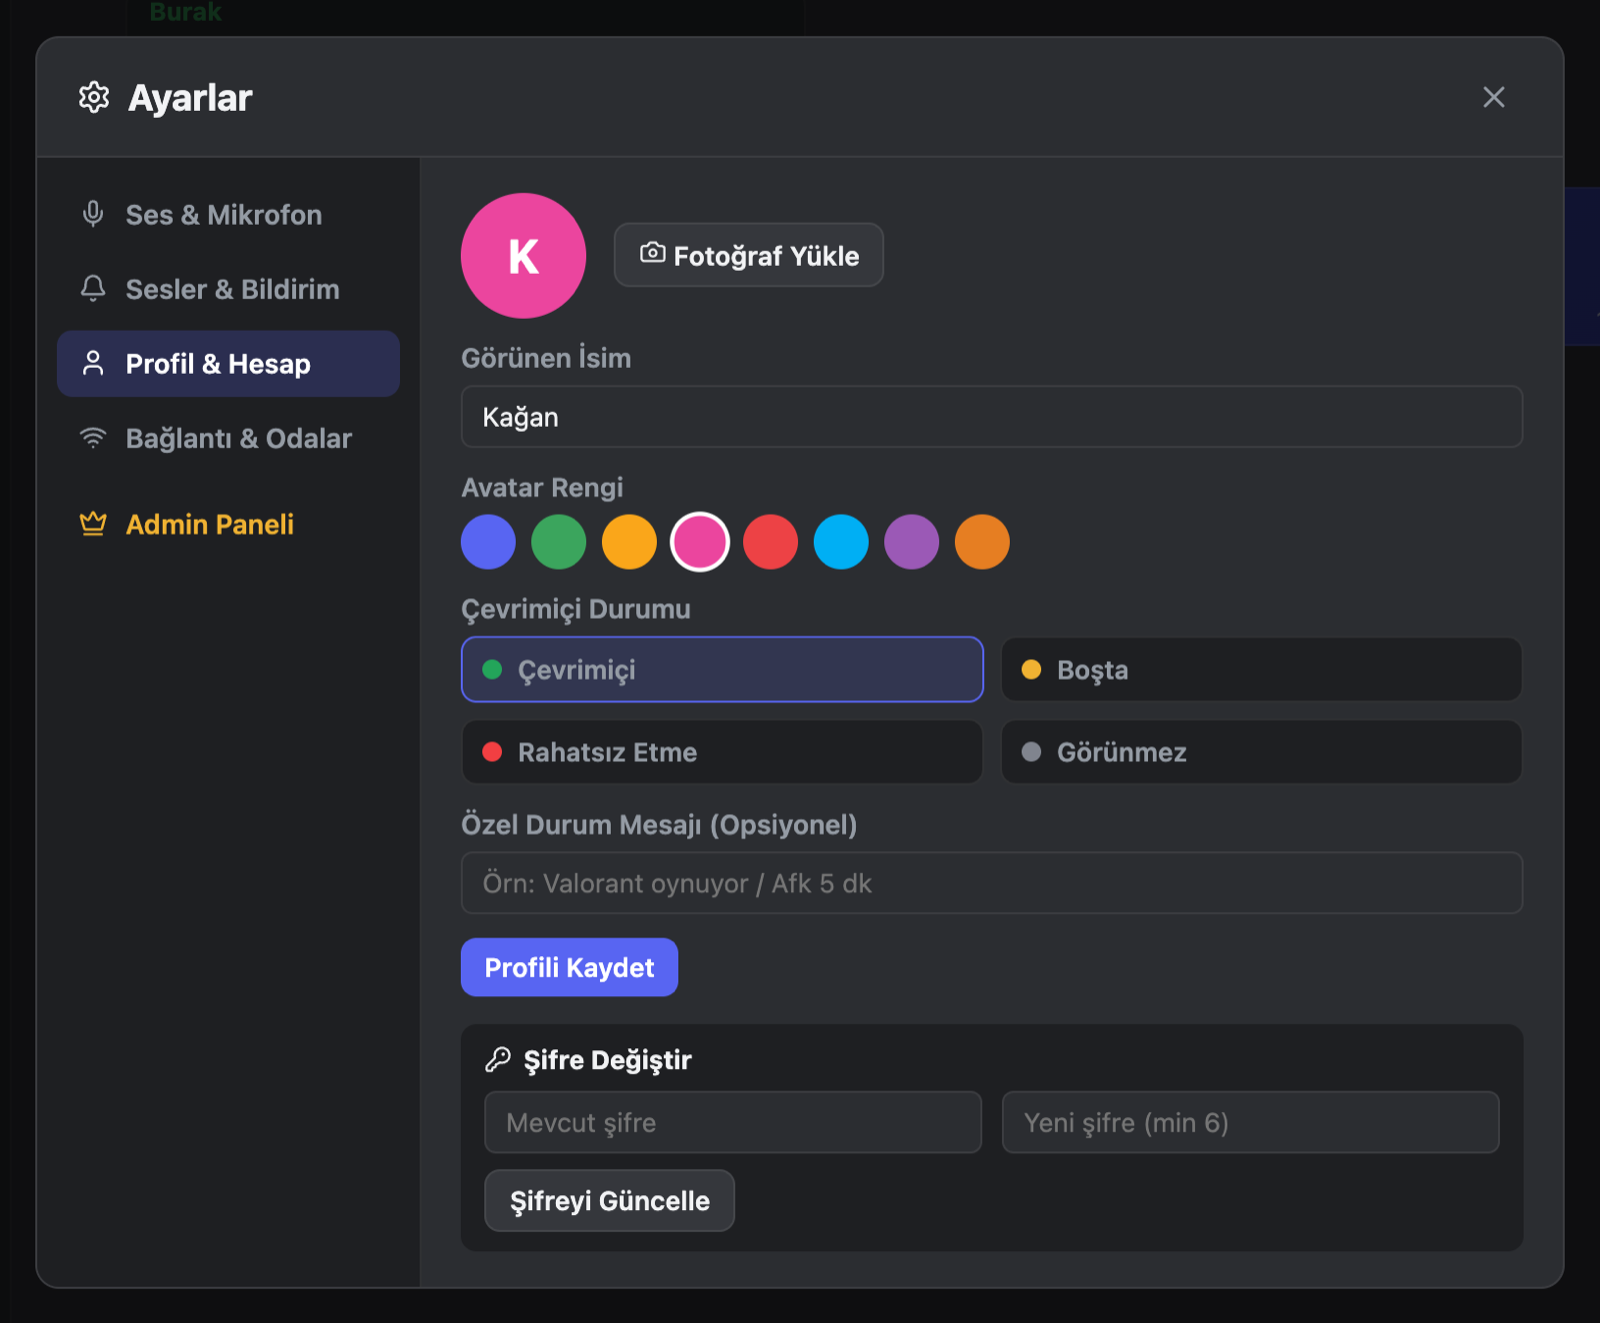 Burak
Ayarlar
Ses & Mikrofon
Sesler & Bildirim
Profil & Hesap
Bağlantı & Odalar
Admin Paneli
K
Fotoğraf Yükle
Görünen İsim
Kağan
Avatar Rengi
Çevrimiçi Durumu
Çevrimiçi
Boşta
Rahatsız Etme
Görünmez
Özel Durum Mesajı (Opsiyonel)
Örn: Valorant oynuyor / Afk 5 dk
Profili Kaydet
Şifre Değiştir
Mevcut şifre
Yeni şifre (min 6)
Şifreyi Güncelle